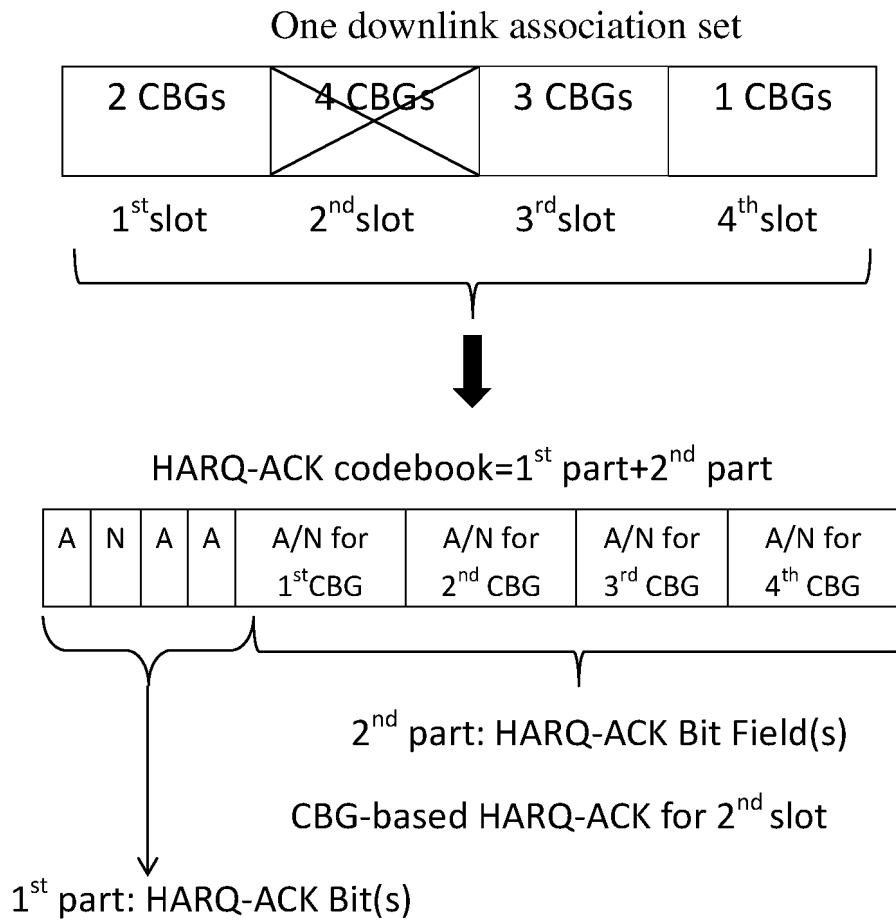 One downlink association set
2 CBGs 4 CBGs 3 CBGs 1 CBGs
1st slot 2nd slot 3rd slot 4th slot
HARQ-ACK codebook=1st part+2nd part
A N A A A/N for A/N for A/N for A/N for
1st CBG 2nd CBG 3rd CBG 4th CBG
2nd part: HARQ-ACK Bit Field(s)
CBG-based HARQ-ACK for 2nd slot
1st part: HARQ-ACK Bit(s)